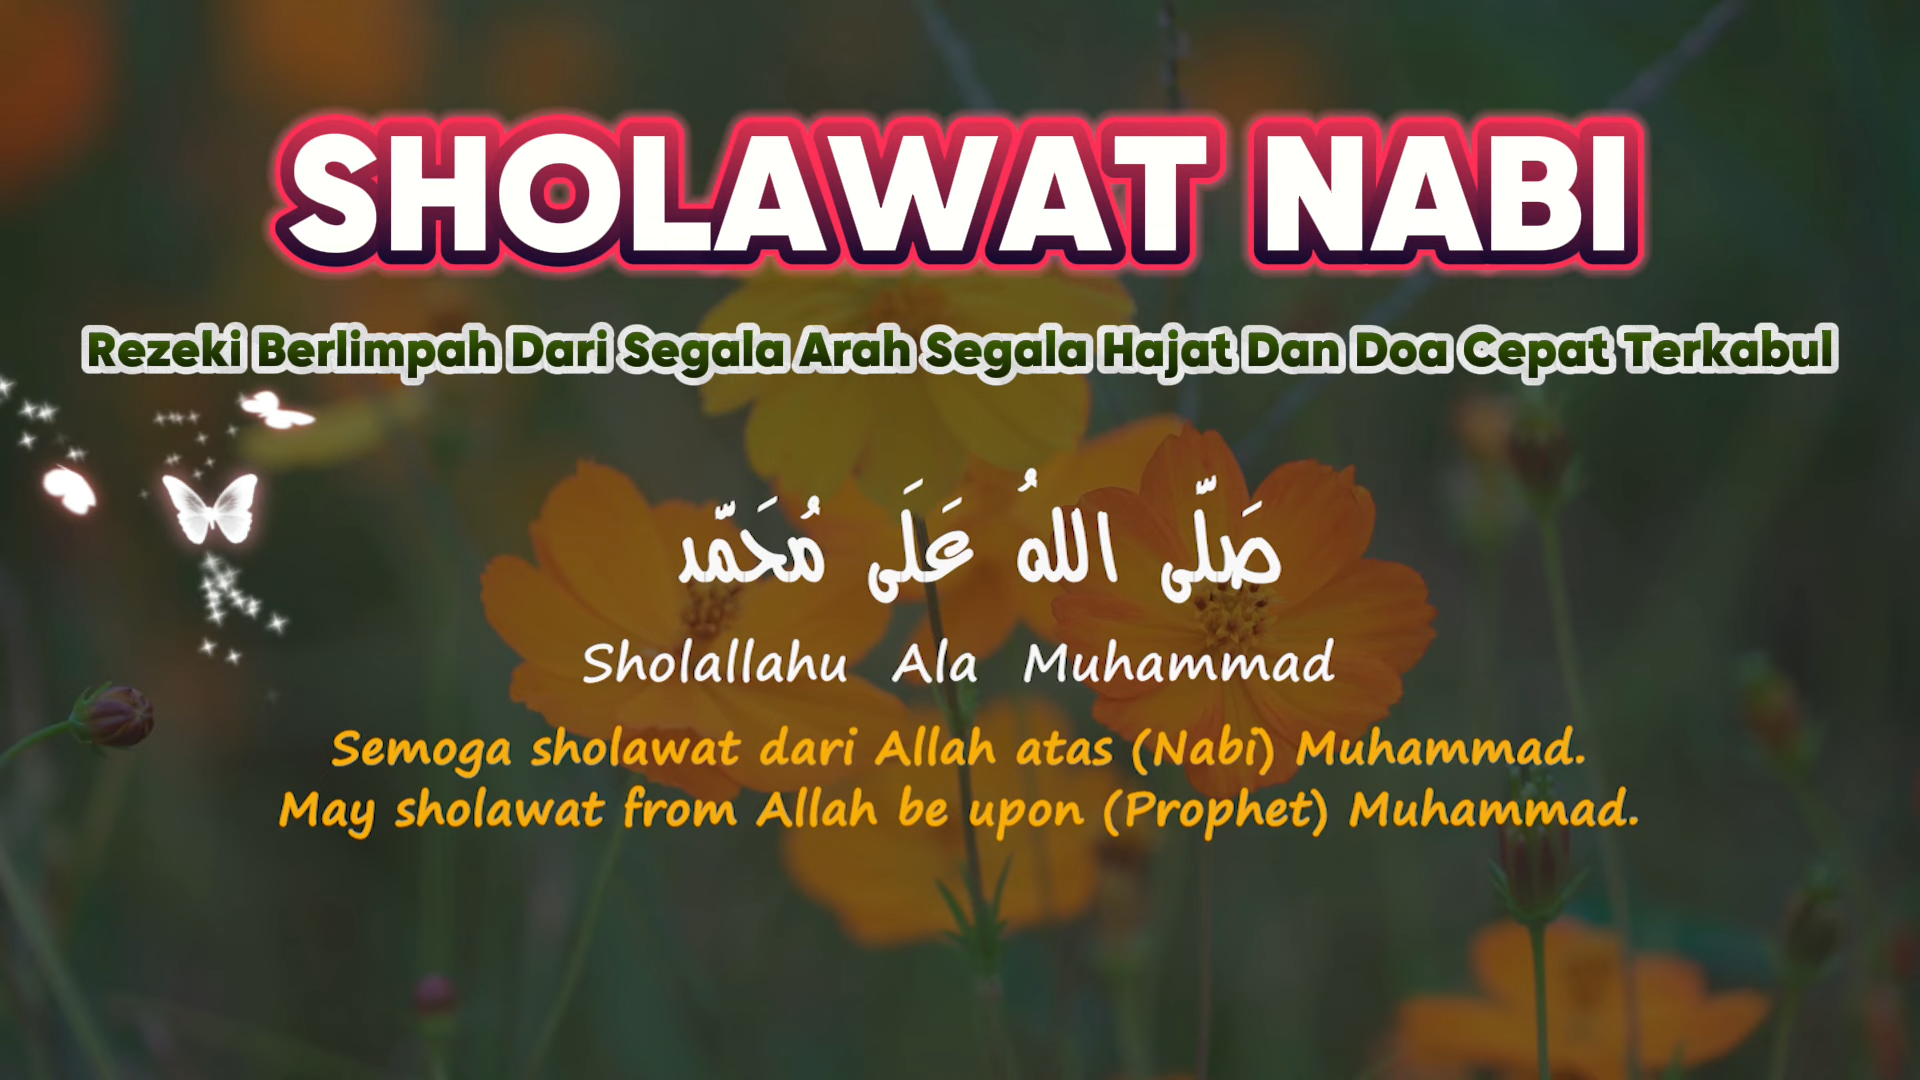 SHOLAWAT NABI
Rezeki Berlimpah Dari Segala Arah Segala Hajat Dan Doa Cepat Terkabul
صَلَّى اللهُ عَلَى مُحَمَّد
Sholallahu Ala Muhammad
Semoga sholawat dari Allah atas (Nabi) Muhammad.
May sholawat from Allah be upon (Prophet) Muhammad.